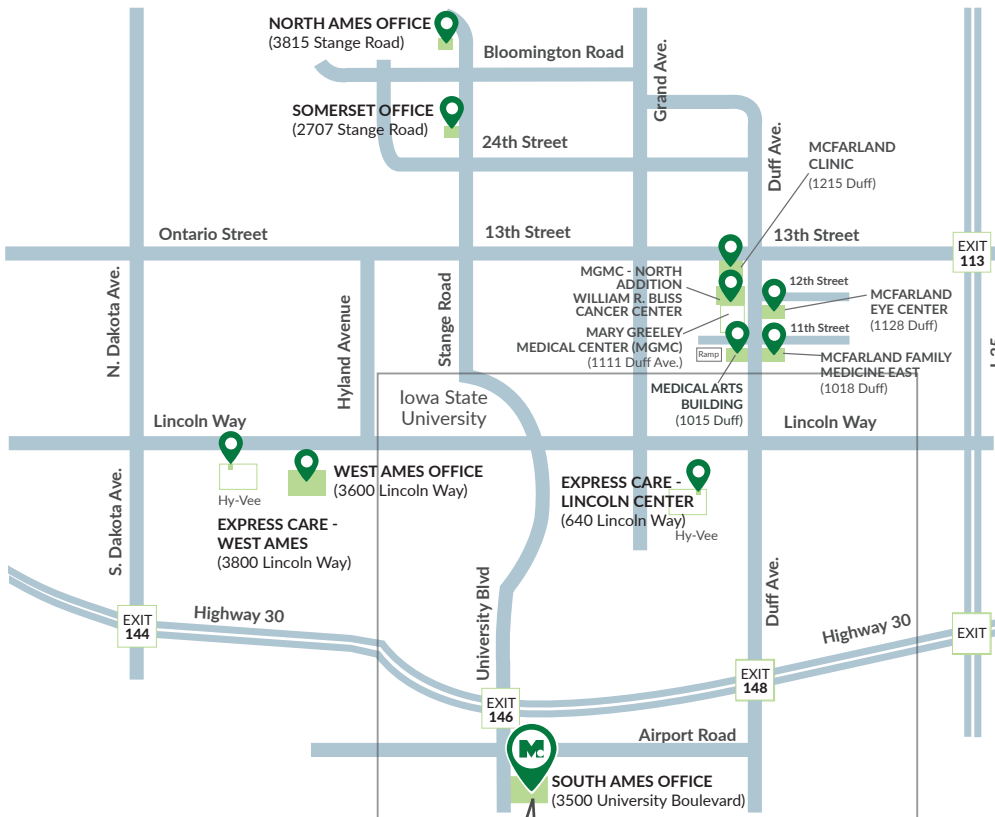 NORTH AMES OFFICE
(3815 Stange Road)
Bloomington Road
Grand Ave.
SOMERSET OFFICE
(2707 Stange Road)
24th Street
Duff Ave.
MCFARLAND
CLINIC
(1215 Duff)
Ontario Street
13th Street
13th Street
EXIT
113
N. Dakota Ave.
Hyland Avenue
Stange Road
MGMC - NORTH
ADDITION
WILLIAM R. BLISS
CANCER CENTER
12th Street
MCFARLAND
EYE CENTER
(1128 Duff)
MARY GREELEY
MEDICAL CENTER (MGMC)
(1111 Duff Ave.)
11th Street
Ramp
MCFARLAND FAMILY
MEDICINE EAST
(1018 Duff)
MEDICAL ARTS
BUILDING
(1015 Duff)
Iowa State
University
Lincoln Way
Lincoln Way
WEST AMES OFFICE
(3600 Lincoln Way)
Hy-Vee
EXPRESS CARE -
WEST AMES
(3800 Lincoln Way)
EXPRESS CARE -
LINCOLN CENTER
(640 Lincoln Way)
Hy-Vee
S. Dakota Ave.
University Blvd
Duff Ave.
EXIT
144
Highway 30
Highway 30
EXIT
EXIT
148
EXIT
146
Airport Road
Mc
SOUTH AMES OFFICE
(3500 University Boulevard)